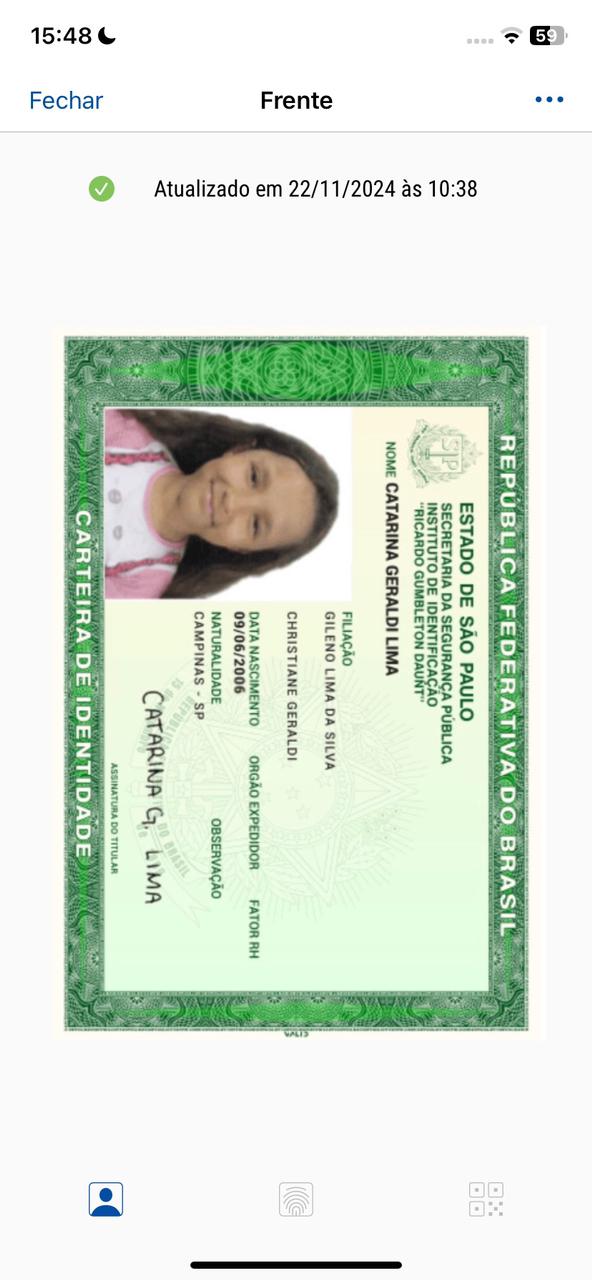 15:48
59
Fechar
Frente
Atualizado em 22/11/2024 às 10:38
REPÚBLICA FEDERATIVA DO BRASIL
ESTADO DE SÃO PAULO
SECRETARIA DA SEGURANÇA PÚBLICA
INSTITUTO DE IDENTIFICAÇÃO
"RICARDO GUMBLETON DAUNT"
NOME CATARINA GERALDI LIMA
FILIAÇÃO
GILENO LIMA DA SILVA
CHRISTIANE GERALDI
DATA NASCIMENTO ORGÃO EXPEDIDOR FATOR RH
09/06/2006
NATURALIDADE OBSERVAÇÃO
CAMPINAS - SP
CATARINA G. LIMA
ASSINATURA DO TITULAR
CARTEIRA DE IDENTIDADE